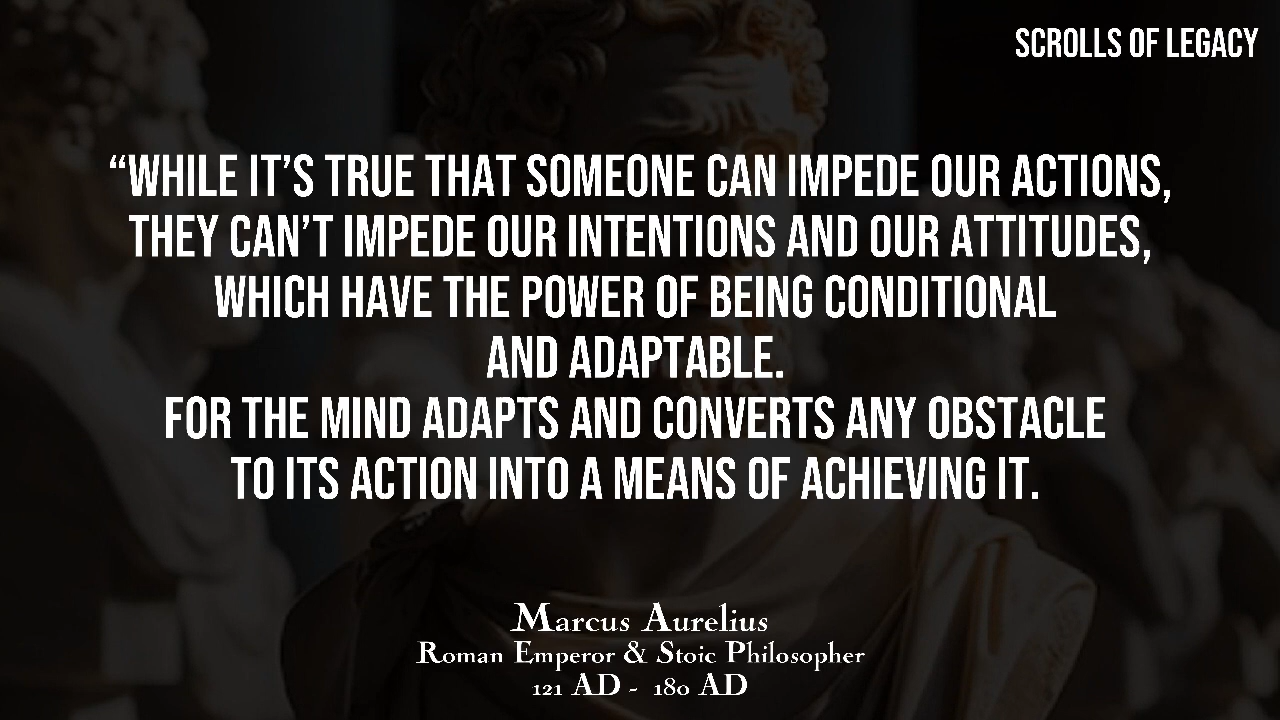 SCROLLS OF LEGACY
“WHILE IT’S TRUE THAT SOMEONE CAN IMPEDE OUR ACTIONS,
THEY CAN’T IMPEDE OUR INTENTIONS AND OUR ATTITUDES,
WHICH HAVE THE POWER OF BEING CONDITIONAL
AND ADAPTABLE.
FOR THE MIND ADAPTS AND CONVERTS ANY OBSTACLE
TO ITS ACTION INTO A MEANS OF ACHIEVING IT.
Marcus Aurelius
Roman Emperor & Stoic Philosopher
121 AD - 180 AD